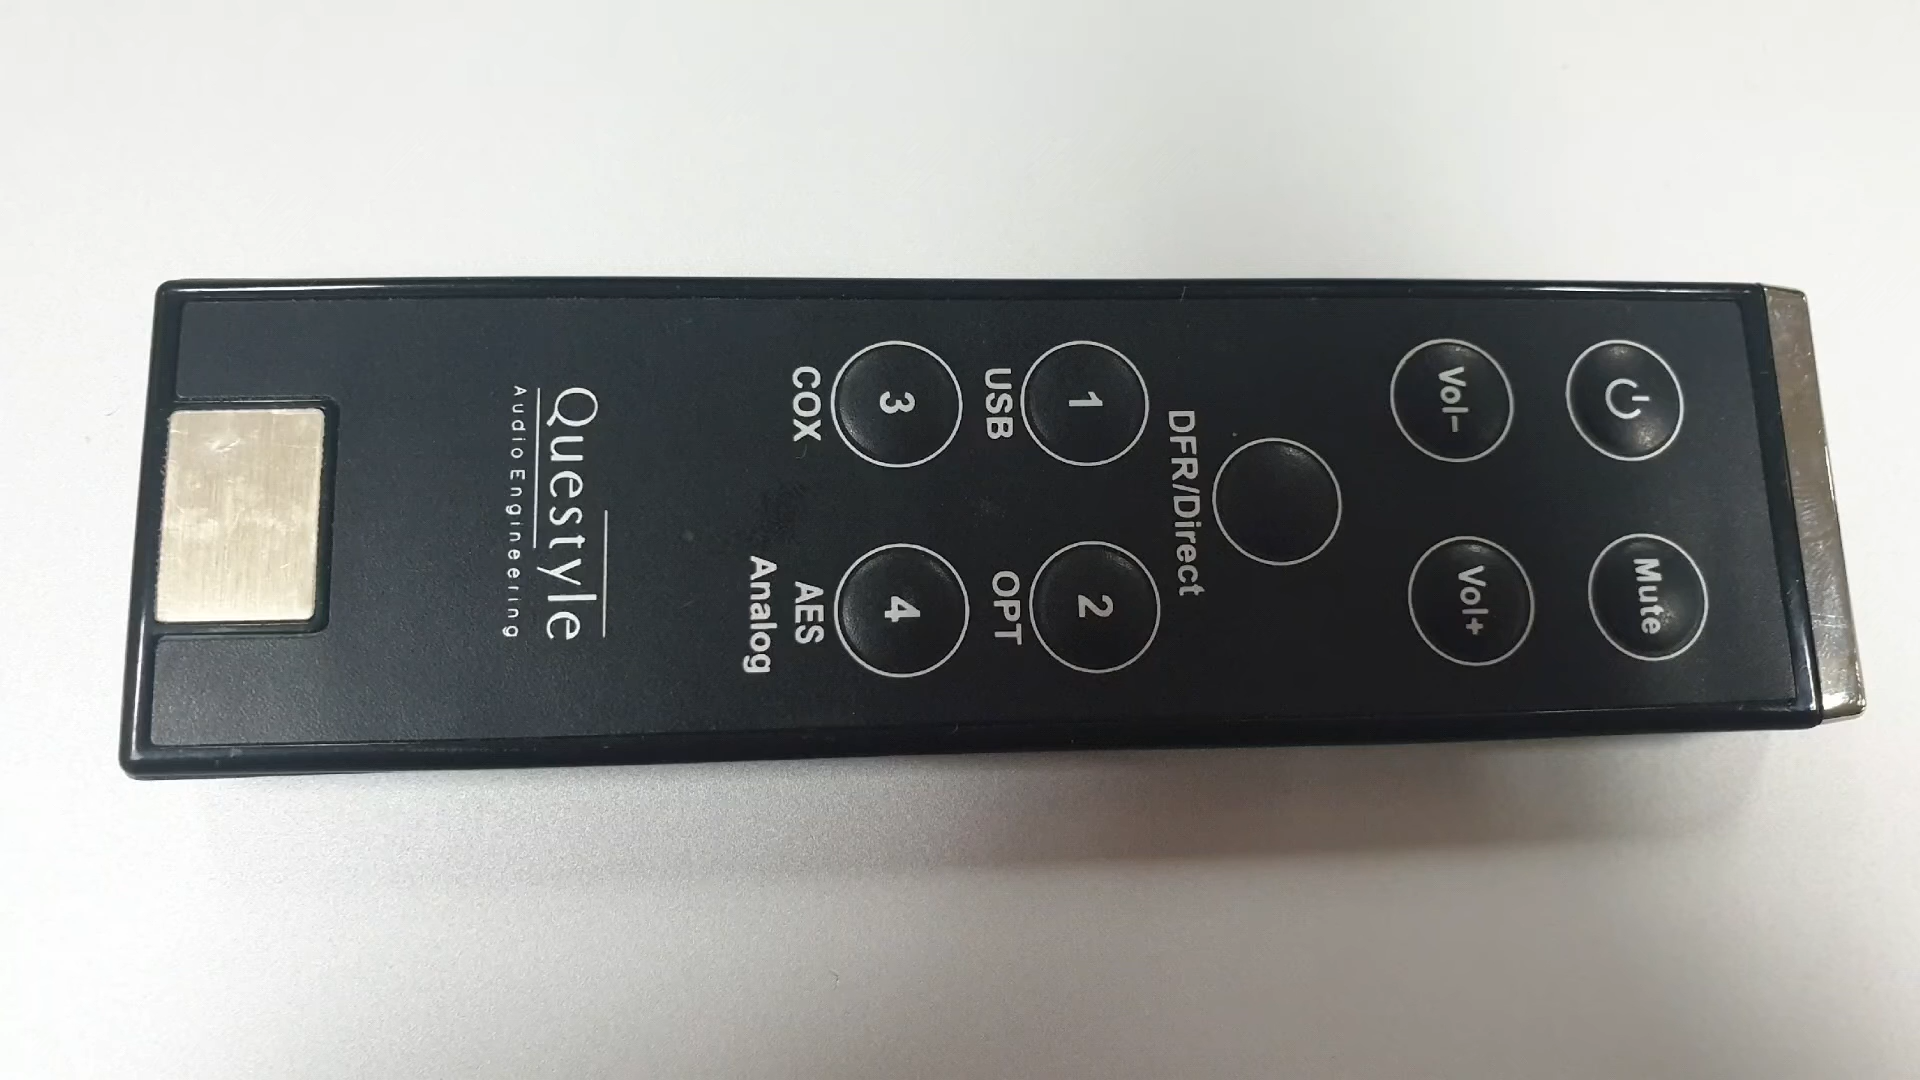 Mute
Vol- Vol+
DFR/Direct
1 2
USB OPT
3 4
COX AES
Analog
Questyle
Audio Engineering